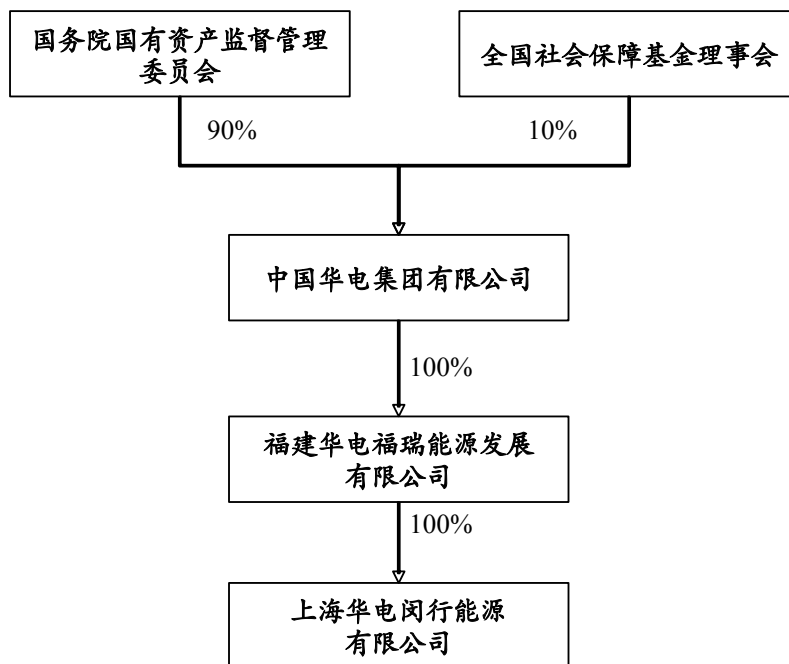 国务院国有资产监督管理
委员会
全国社会保障基金理事会
90%
10%
中国华电集团有限公司
100%
福建华电福瑞能源发展
有限公司
100%
上海华电闵行能源
有限公司